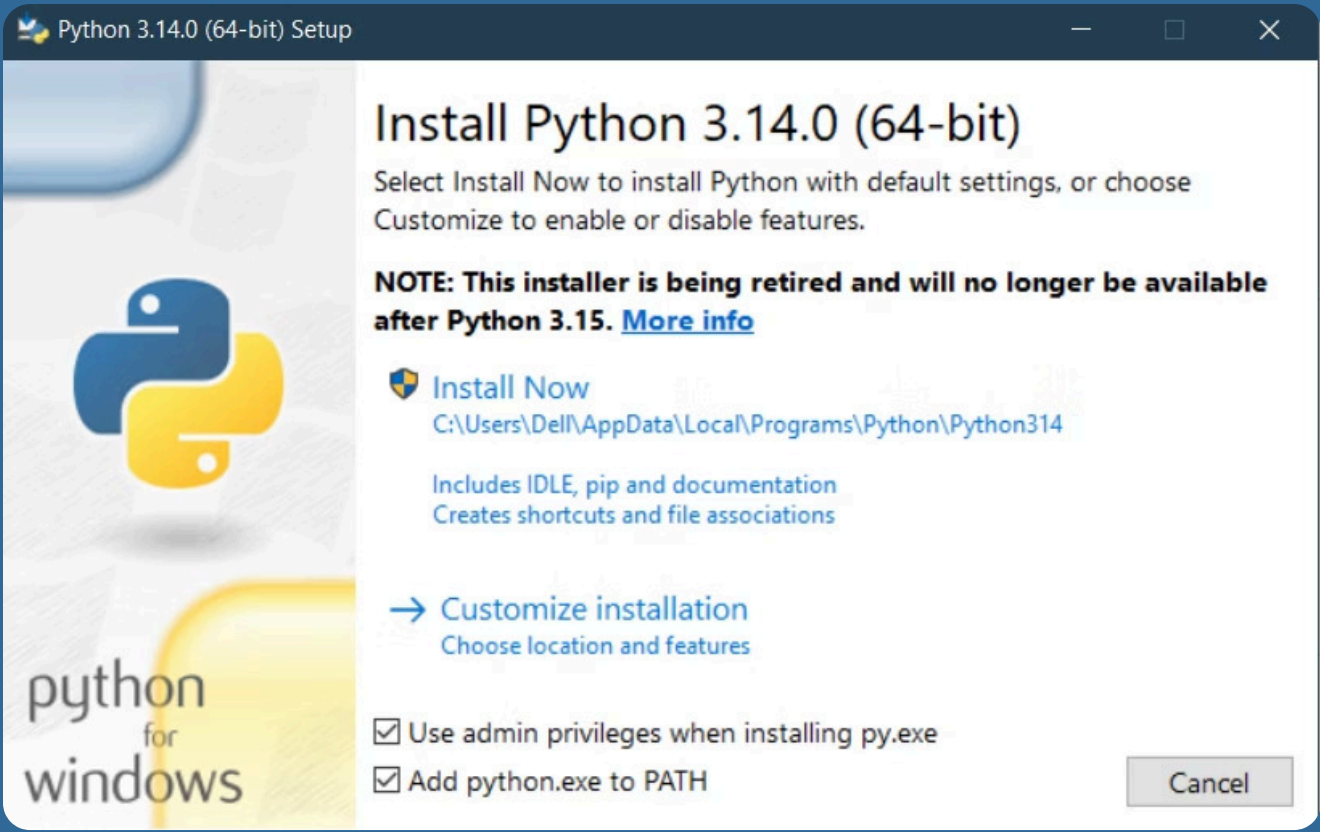 Python 3.14.0 (64-bit) Setup
Install Python 3.14.0 (64-bit)
Select Install Now to install Python with default settings, or choose
Customize to enable or disable features.
NOTE: This installer is being retired and will no longer be available
after Python 3.15. More info
Install Now
C:\Users\Dell\AppData\Local\Programs\Python\Python314
Includes IDLE, pip and documentation
Creates shortcuts and file associations
Customize installation
Choose location and features
Use admin privileges when installing py.exe
Add python.exe to PATH
Cancel
python
for
windows